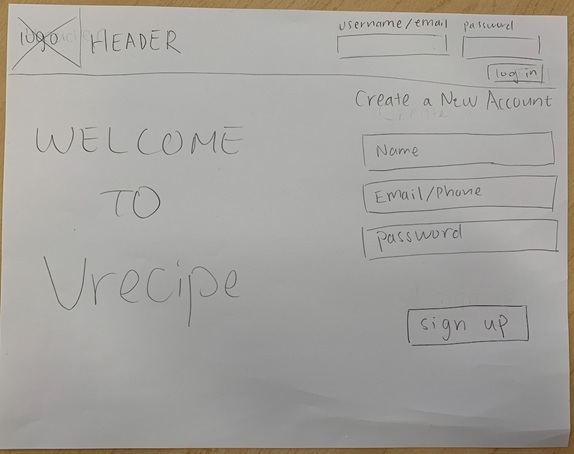 logo HEADER
username/email password
log in
Create a New Account
WELCOME
TO
Vrecipe
Name
Email/Phone
password
sign up